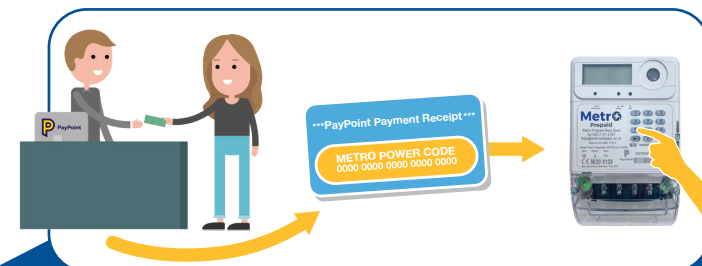 PayPoint
***PayPoint Payment Receipt***
METRO POWER CODE
0000 0000 0000 0000 0000
Metro
Prepaid